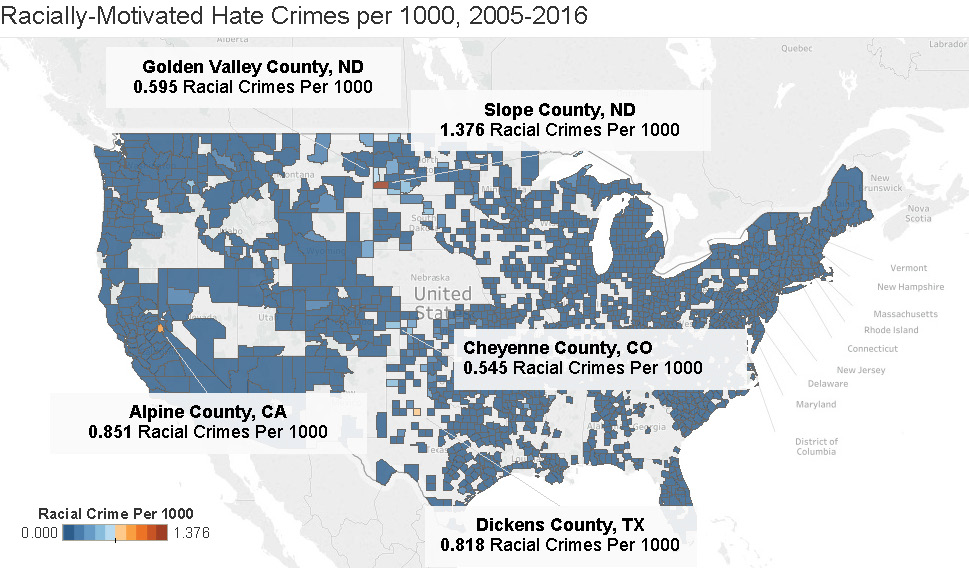 Racially-Motivated Hate Crimes per 1000, 2005-2016
Alberta
Quebec
Labrador
Golden Valley County, ND
0.595 Racial Crimes Per 1000
Slope County, ND
1.376 Racial Crimes Per 1000
New
Brunswick
Nova
Scotia
Nebraska
United
States
Vermont
New Hampshire
Massachusetts
Rhode Island
Connecticut
New Jersey
Delaware
Maryland
District of
Columbia
Cheyenne County, CO
0.545 Racial Crimes Per 1000
Alpine County, CA
0.851 Racial Crimes Per 1000
Georgia
Dickens County, TX
0.818 Racial Crimes Per 1000
Racial Crime Per 1000
0.000
1.376